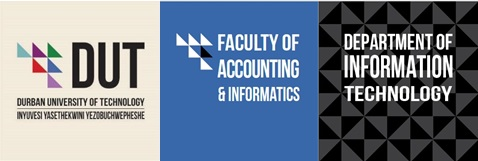 DUT
DURBAN UNIVERSITY OF TECHNOLOGY
INYUVESI YASETHEKWINI YEZOBUCHWEPHESHE
FACULTY OF
ACCOUNTING
& INFORMATICS
DEPARTMENT OF
INFORMATION
TECHNOLOGY